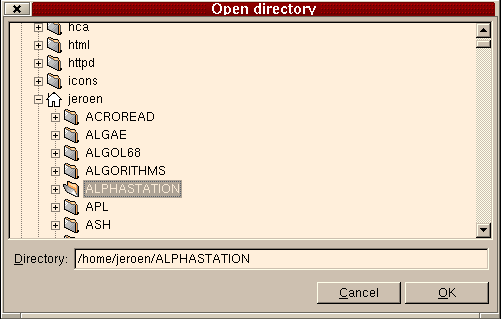 Open directory
hca
html
httpd
icons
jeroen
ACROREAD
ALGAE
ALGOL68
ALGORITHMS
ALPHASTATION
APL
ASH
Directory: /home/jeroen/ALPHASTATION
Cancel OK